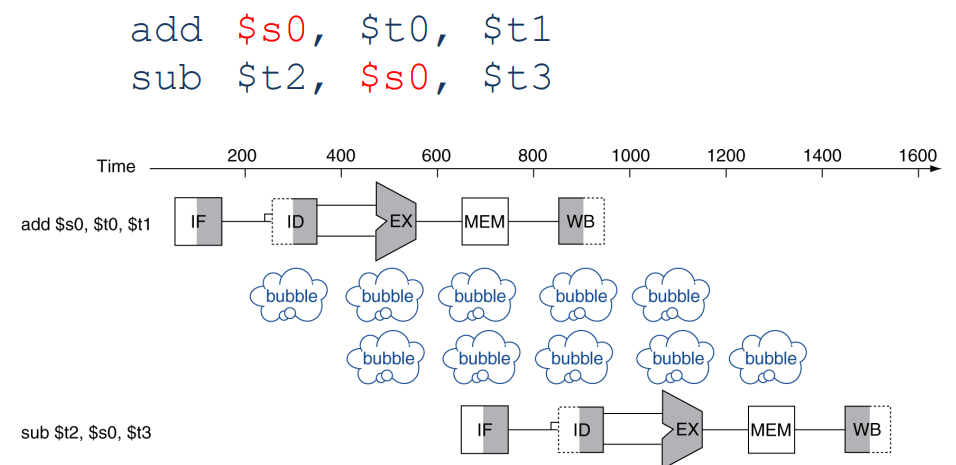 add $s0, $t0, $t1
sub $t2, $s0, $t3
Time 200 400 600 800 1000 1200 1400 1600
add $s0, $t0, $t1 IF ID EX MEM WB
bubble bubble bubble bubble bubble
bubble bubble bubble bubble bubble
sub $t2, $s0, $t3 IF ID EX MEM WB